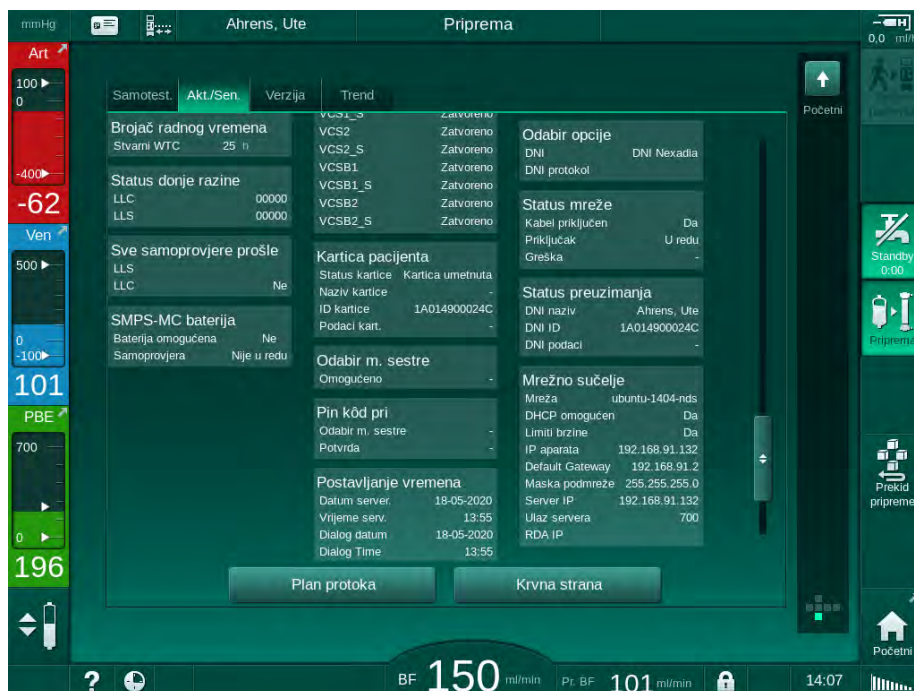 mmHg
Ahrens, Ute
Priprema
0,0 ml/h
Art
100
0
-400
-62
Ven
500
0
-100
101
PBE
700
0
196
Samotest. Akt./Sen. Verzija Trend
Početni
Brojač radnog vremena
Stvarni WTC 25 h
Status donje razine
LLC 00000
LLS 00000
Sve samoprovjere prošle
LLS
LLC Ne
SMPS-MC baterija
Baterija omogućena Ne
Samoprovjera Nije u redu
VCS1_S Zatvoreno
VCS2 Zatvoreno
VCS2_S Zatvoreno
VCSB1 Zatvoreno
VCSB1_S Zatvoreno
VCSB2 Zatvoreno
VCSB2_S Zatvoreno
Kartica pacijenta
Status kartice Kartica umetnuta
Naziv kartice -
ID kartice 1A014900024C
Podaci kart. -
Odabir m. sestre
Omogućeno -
Pin kôd pri
Odabir m. sestre -
Potvrda -
Postavljanje vremena
Datum server. 18-05-2020
Vrijeme serv. 13:55
Dialog datum 18-05-2020
Dialog Time 13:55
Odabir opcije
DNI DNI Nexadia
DNI protokol
Status mreže
Kabel priključen Da
Priključak U redu
Greška -
Status preuzimanja
DNI naziv Ahrens, Ute
DNI ID 1A014900024C
DNI podaci -
Mrežno sučelje
Mreža ubuntu-1404-nds
DHCP omogućen Da
Limiti brzine Da
IP aparata 192.168.91.132
Default Gateway 192.168.91.2
Maska podmreže 255.255.255.0
Server IP 192.168.91.132
Ulaz servera 700
RDA IP
Plan protoka
Krvna strana
Standby
0:00
Priprema
Prekid
pripreme
Početni
? BF 150 ml/min Pr. BF 101 ml/min 14:07